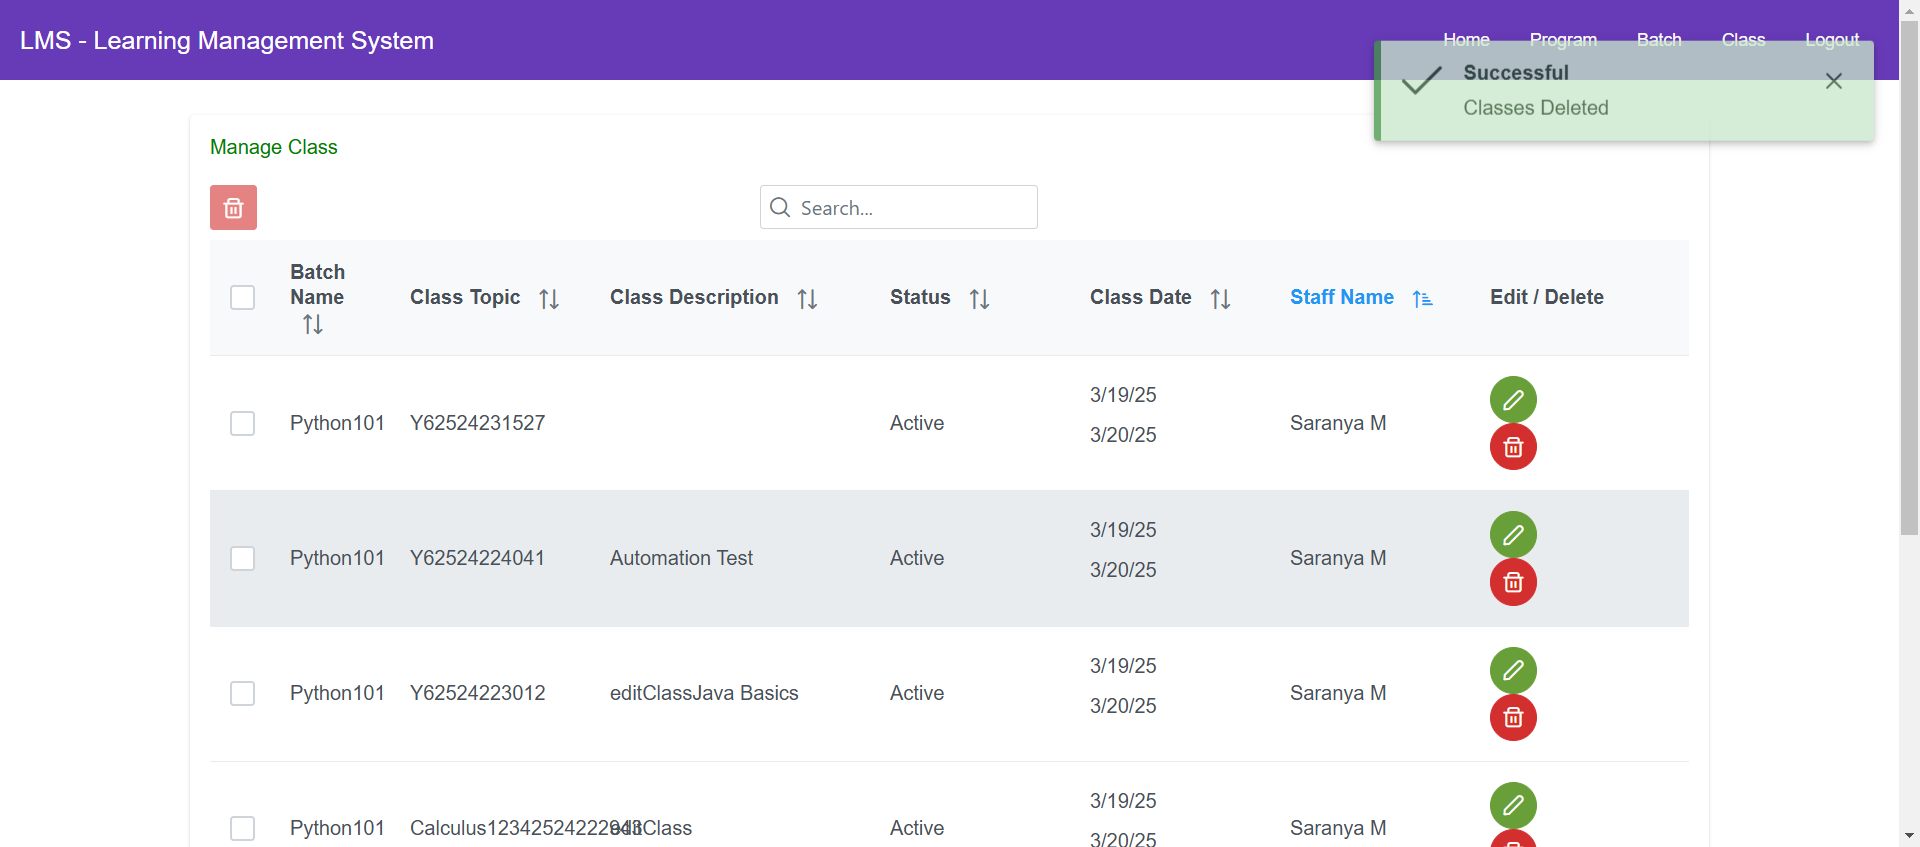 LMS - Learning Management System
Home Program Batch Class Logout
Successful
Classes Deleted
Manage Class
Search...
Batch Name Class Topic Class Description Status Class Date Staff Name Edit / Delete
Python101 Y62524231527 Active 3/19/25 3/20/25 Saranya M
Python101 Y62524224041 Automation Test Active 3/19/25 3/20/25 Saranya M
Python101 Y62524223012 editClassJava Basics Active 3/19/25 3/20/25 Saranya M
Python101 Calculus12342524222943 editClass Active 3/19/25 3/20/25 Saranya M